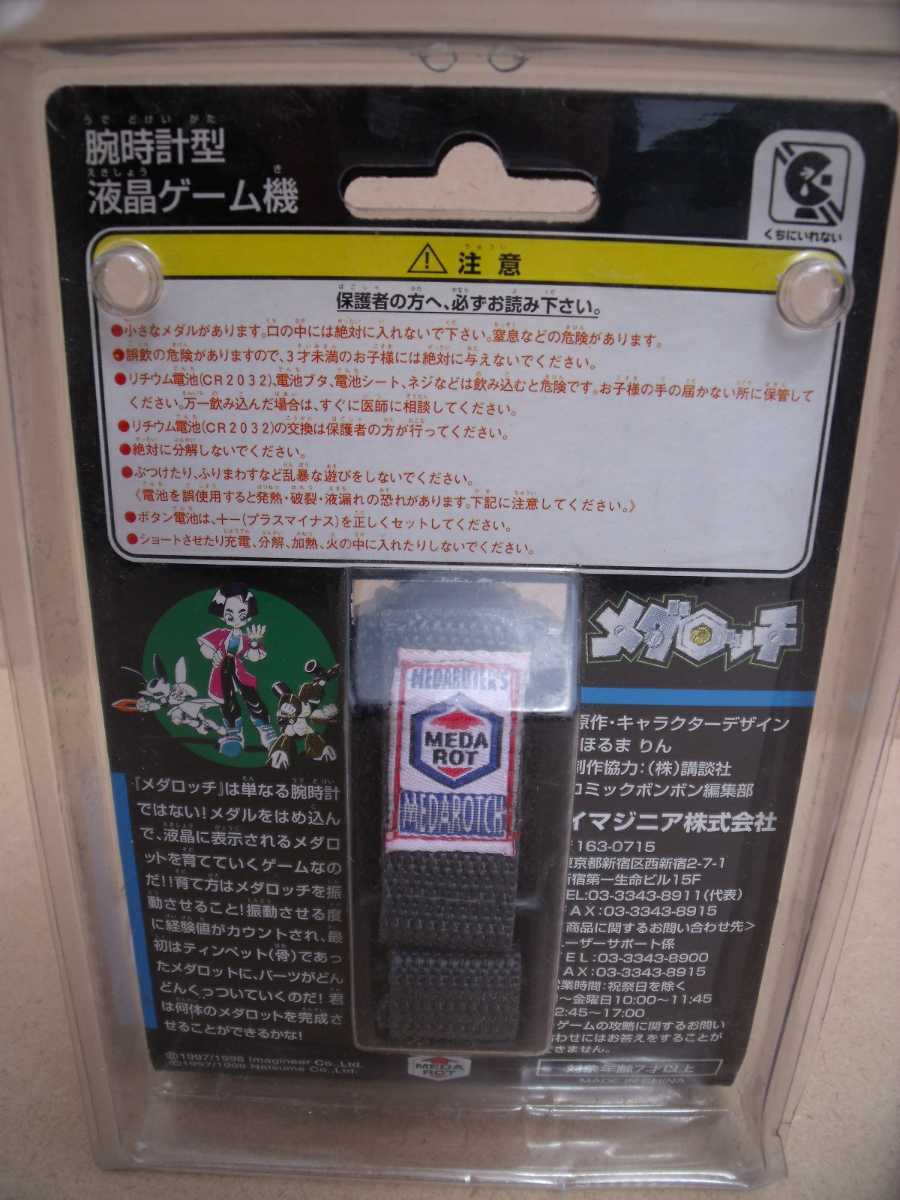 腕時計型
液晶ゲーム機
くちにいれない
注意
保護者の方へ、必ずお読み下さい。
●小さなメダルがあります。口の中には絶対に入れないで下さい。窒息などの危険があります。
●誤飲の危険がありますので、3才未満のお子様には絶対に与えないでください。
●リチウム電池(CR2032)、電池ブタ、電池シート、ネジなどは飲み込むと危険です。お子様の手の届かない所に保管して
ください。万一飲み込んだ場合は、すぐに医師に相談してください。
●リチウム電池(CR2032)の交換は保護者の方が行ってください。
●絶対に分解しないでください。
●ぶつけたり、ふりまわすなど乱暴な遊びをしないでください。
《電池を誤使用すると発熱・破裂・液漏れの恐れがあります。下記に注意してください。》
●ボタン電池は、+−(プラスマイナス)を正しくセットしてください。
●ショートさせたり充電、分解、加熱、火の中に入れたりしないでください。
メダロッチ
MEDAROTER'S
MEDA
ROT
MEDAROTCH
『メダロッチ』は単なる腕時計
ではない!メダルをはめ込ん
で、液晶に表示されるメダロ
ットを育てていくゲームなの
だ!!育て方はメダロッチを振
動させること!振動させる度
に経験値がカウントされ、最
初はティンペット(骨)であっ
たメダロットに、パーツがどん
どんくっついていくのだ!君
は何体のメダロットを完成さ
せることができるかな!
©1997/1998 Imagineer Co.,Ltd.
©1997/1998 Natsume Co.,Ltd.
MEDA
ROT
原作・キャラクターデザイン
ほるま りん
制作協力:(株)講談社
コミックボンボン編集部
イマジニア株式会社
〒163-0715
東京都新宿区西新宿2-7-1
新宿第一生命ビル15F
TEL:03-3343-8911(代表)
FAX:03-3343-8915
商品に関するお問い合わせ先>
ユーザーサポート係
TEL:03-3343-8900
FAX:03-3343-8915
営業時間:祝祭日を除く
~金曜日10:00~11:45
2:45~17:00
ゲームの攻略に関するお問い
合わせにはお答えをすることが
できません。
対象年齢7才以上
MADE IN CHINA